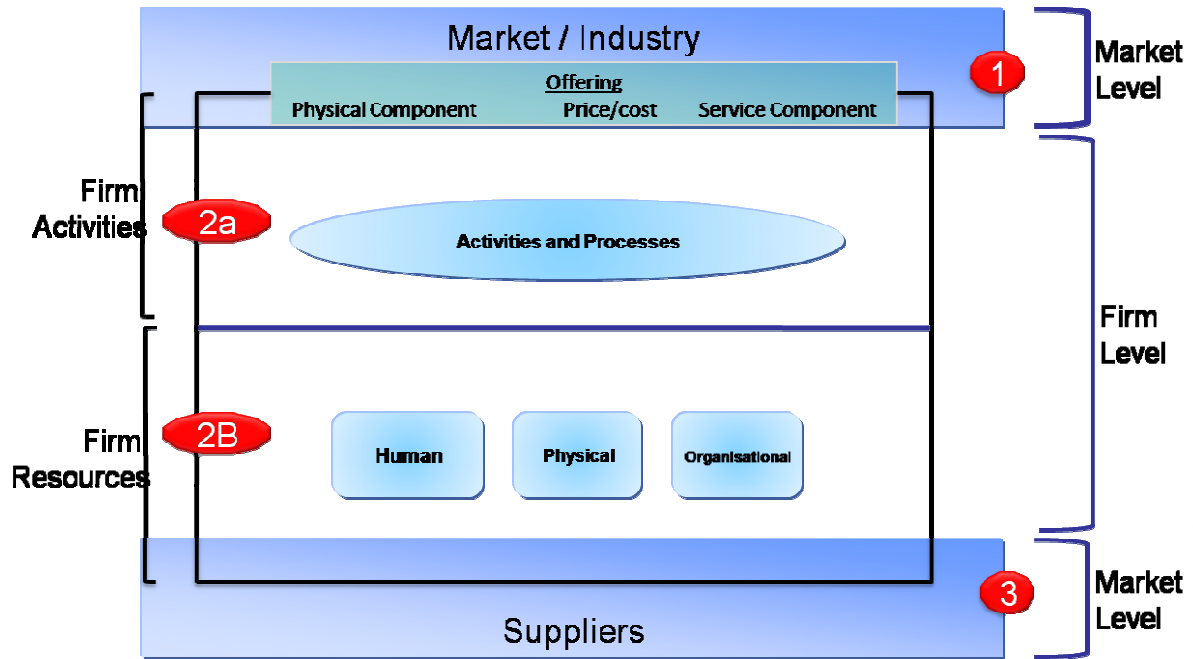 Market / Industry
1
Market
Level
Offering
Physical Component Price/cost Service Component
Firm
Activities
2a
Activities and Processes
Firm
Level
2B
Firm
Resources
Human
Physical
Organisational
3
Market
Level
Suppliers